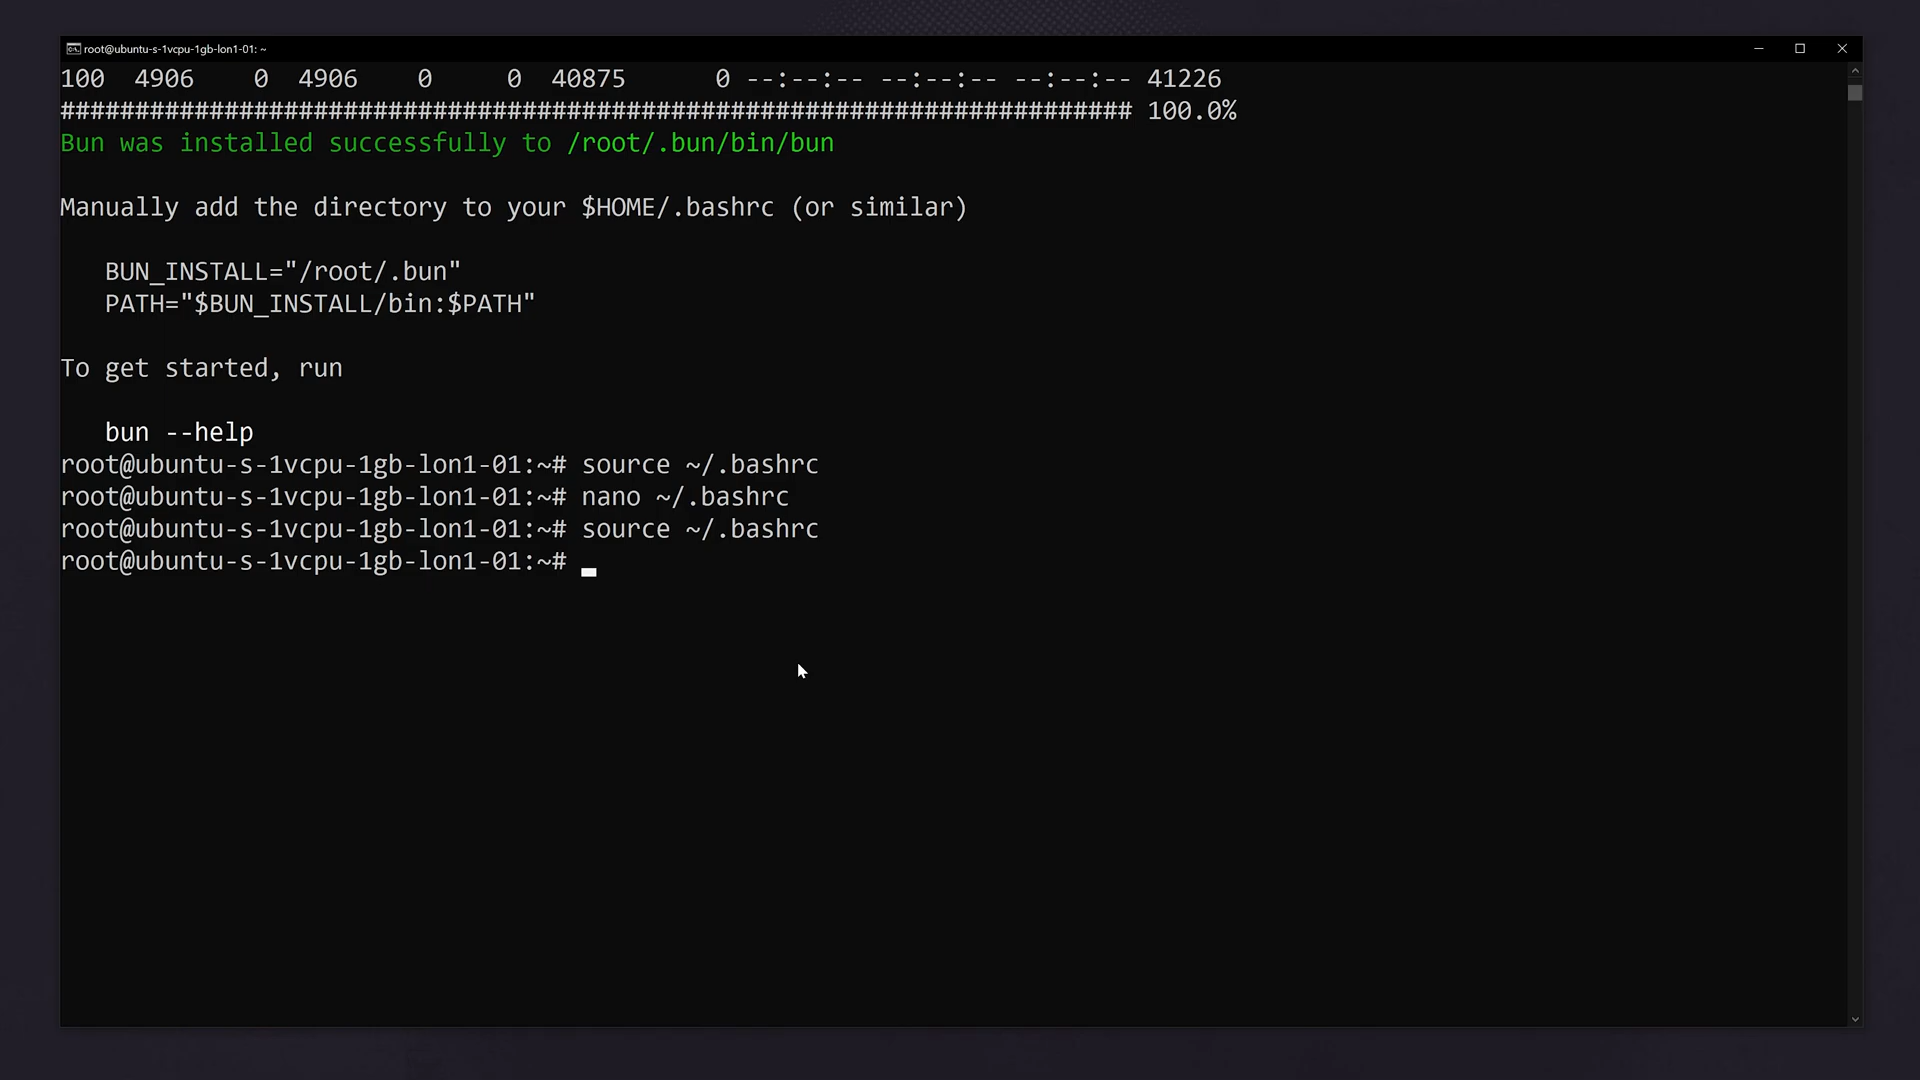 root@ubuntu-s-1vcpu-1gb-lon1-01: ~
100  4906    0  4906    0     0  40875      0 --:--:-- --:--:-- --:--:-- 41226
######################################################################## 100.0%
Bun was installed successfully to /root/.bun/bin/bun
Manually add the directory to your $HOME/.bashrc (or similar)
   BUN_INSTALL="/root/.bun"
   PATH="$BUN_INSTALL/bin:$PATH"
To get started, run
   bun --help
root@ubuntu-s-1vcpu-1gb-lon1-01:~# source ~/.bashrc
root@ubuntu-s-1vcpu-1gb-lon1-01:~# nano ~/.bashrc
root@ubuntu-s-1vcpu-1gb-lon1-01:~# source ~/.bashrc
root@ubuntu-s-1vcpu-1gb-lon1-01:~#